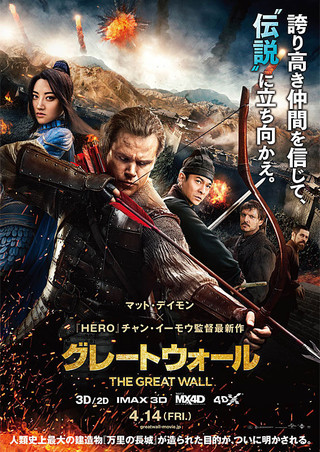 誇り高き仲間を信じて、
“伝説”に立ち向かえ。
マット・デイモン
×
『HERO』チャン・イーモウ監督最新作
グレートウォール
THE GREAT WALL
3D/2D IMAX 3D MX4D 4DX
4.14(FRI.)
greatwall-movie.jp
人類史上最大の建造物「万里の長城」が造られた目的が、ついに明かされる。